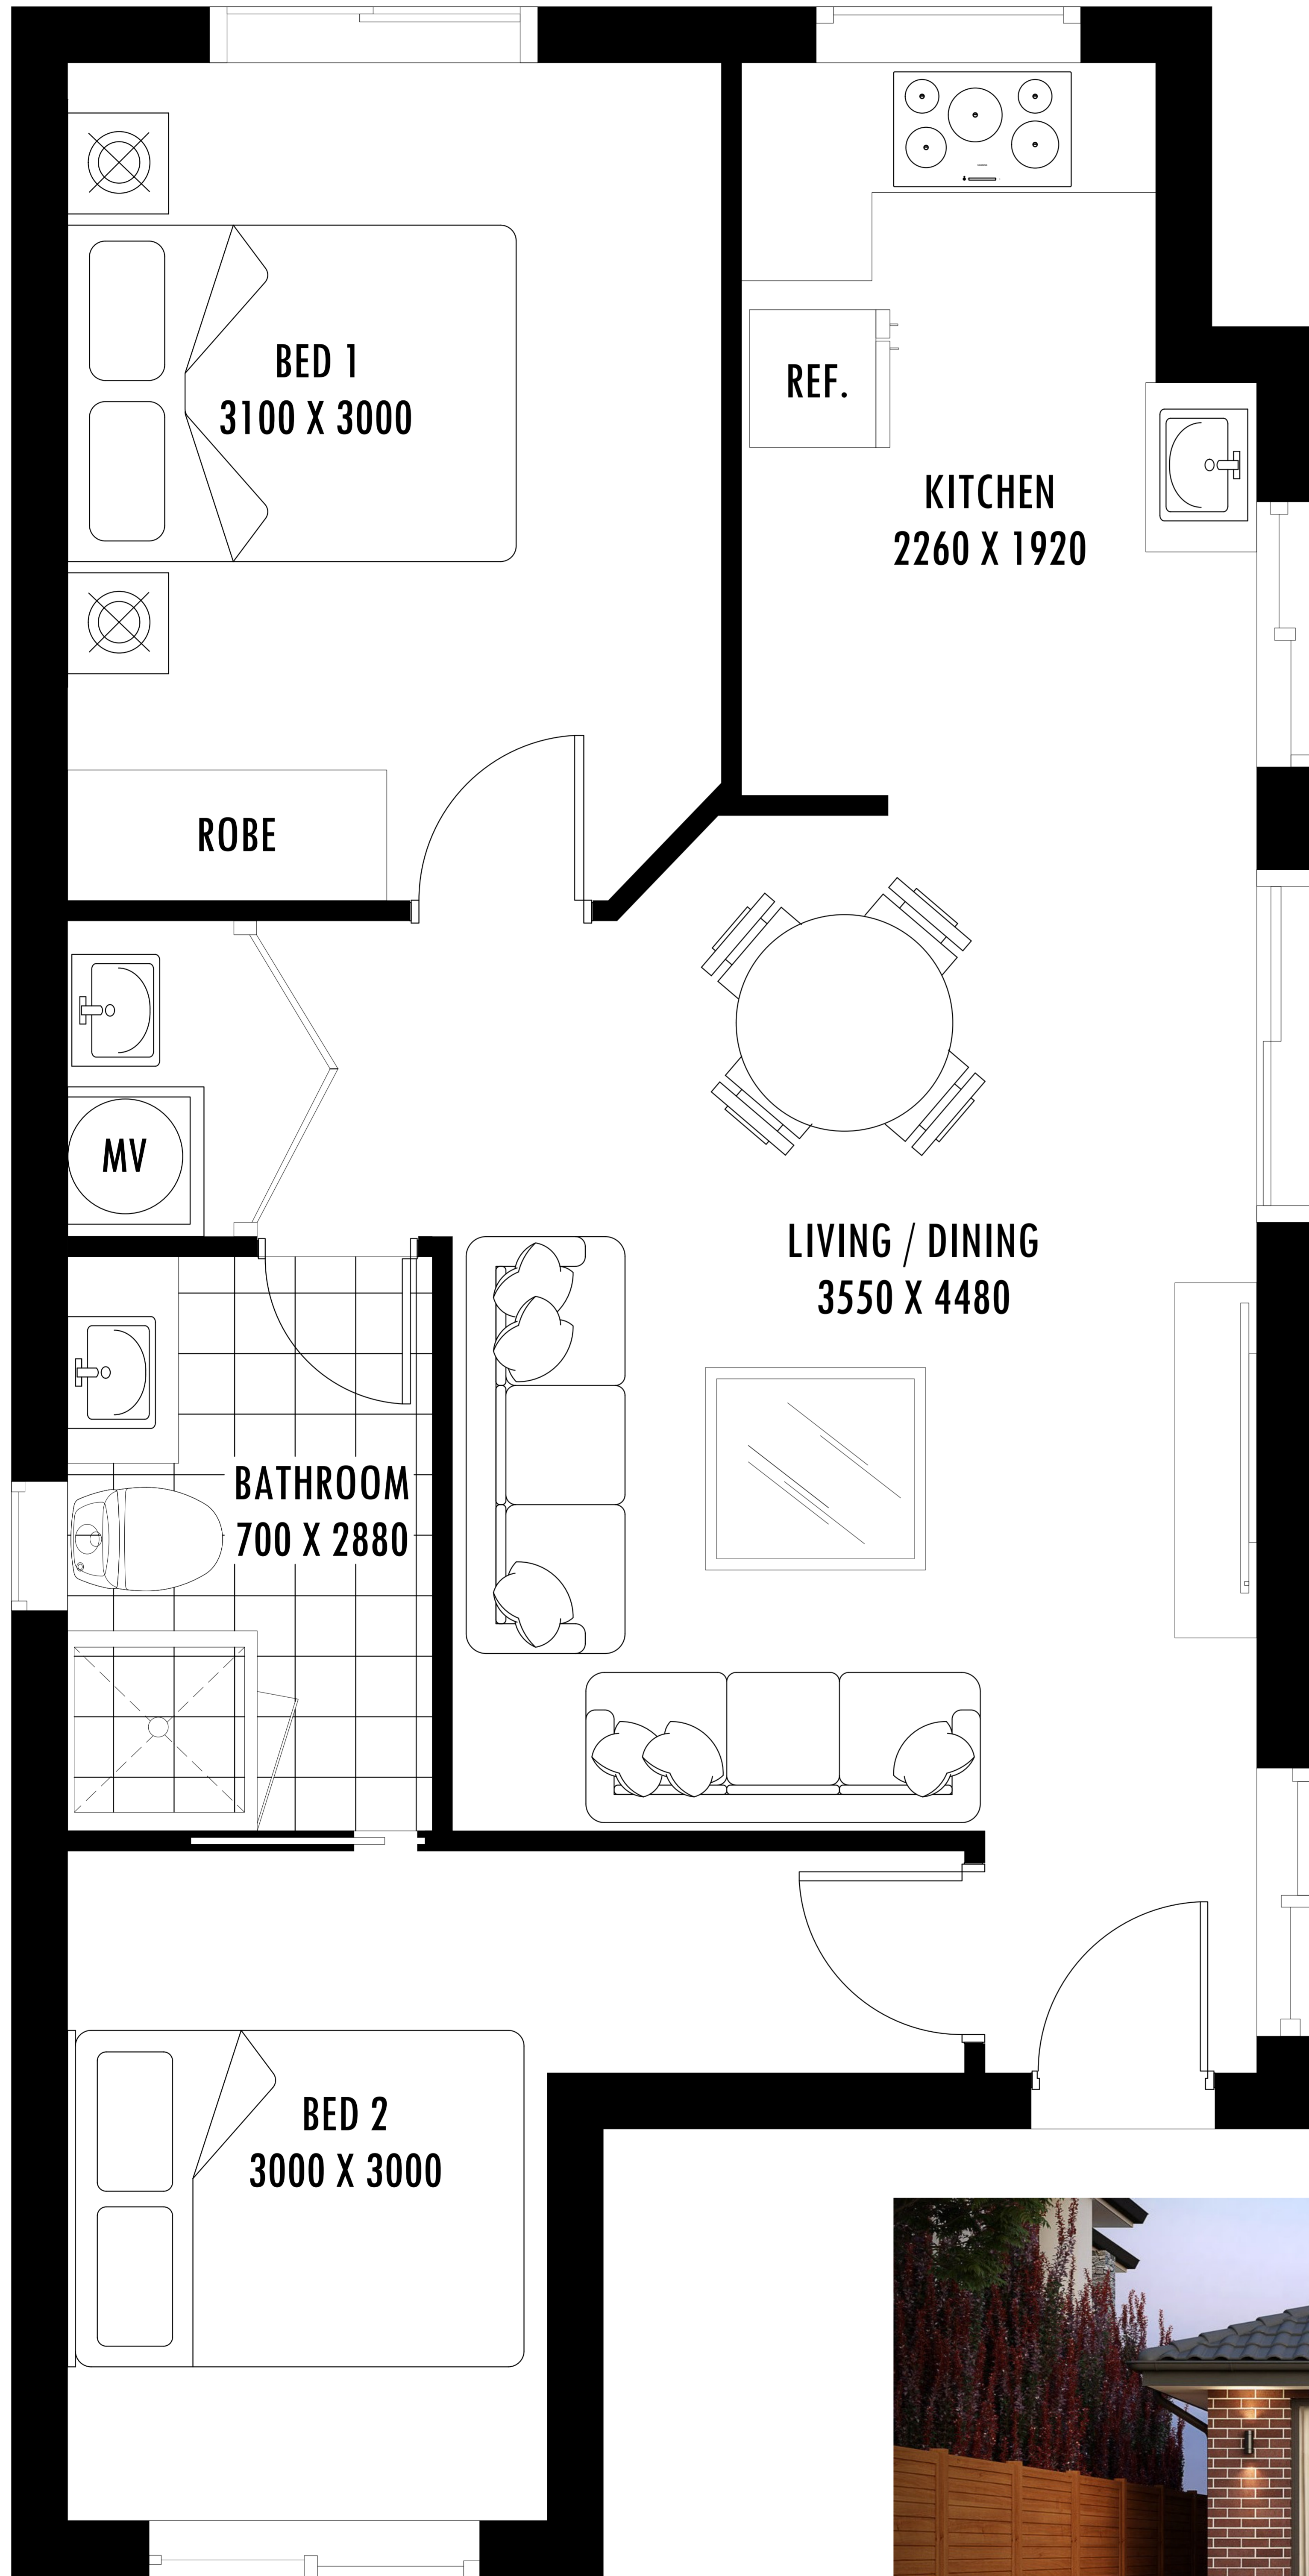 BED 1
3100 X 3000
REF.
KITCHEN
2260 X 1920
ROBE
MV
LIVING / DINING
3550 X 4480
BATHROOM
700 X 2880
BED 2
3000 X 3000